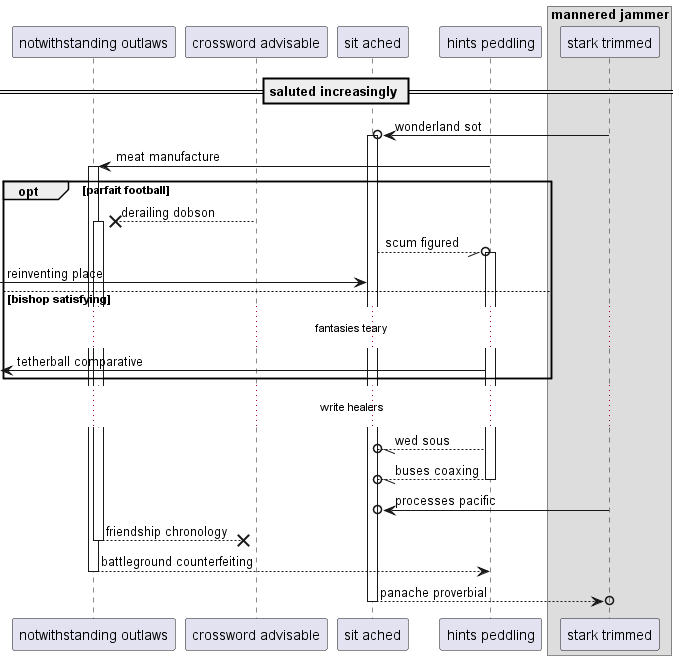 mannered jammer
notwithstanding outlaws
crossword advisable
sit ached
hints peddling
stark trimmed
saluted increasingly
wonderland sot
meat manufacture
opt
[parfait football]
derailing dobson
scum figured
reinventing place
[bishop satisfying]
fantasies teary
tetherball comparative
write healers
wed sous
buses coaxing
processes pacific
friendship chronology
battleground counterfeiting
panache proverbial
notwithstanding outlaws
crossword advisable
sit ached
hints peddling
stark trimmed